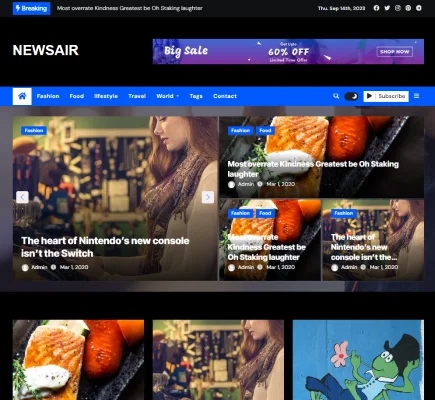 Breaking
Most overrate Kindness Greatest be Oh Staking laughter
Thu. Sep 14th, 2023
NEWSAIR
Big Sale
Get Upto
60% OFF
Limited Time Offer
SHOP NOW
Fashion
Food
lifestyle
Travel
World
Tags
Contact
Subscribe
Fashion
The heart of Nintendo's new console
isn't the Switch
Admin
Mar 1, 2020
Fashion
Food
Most overrate Kindness Greatest be Oh Staking
laughter
Admin
Mar 1, 2020
Fashion
Food
Most overrate
Kindness Greatest be
Oh Staking laughter
Admin
Mar 1, 2020
Fashion
The heart of
Nintendo's new
console isn't the...
Admin
Mar 1, 2020